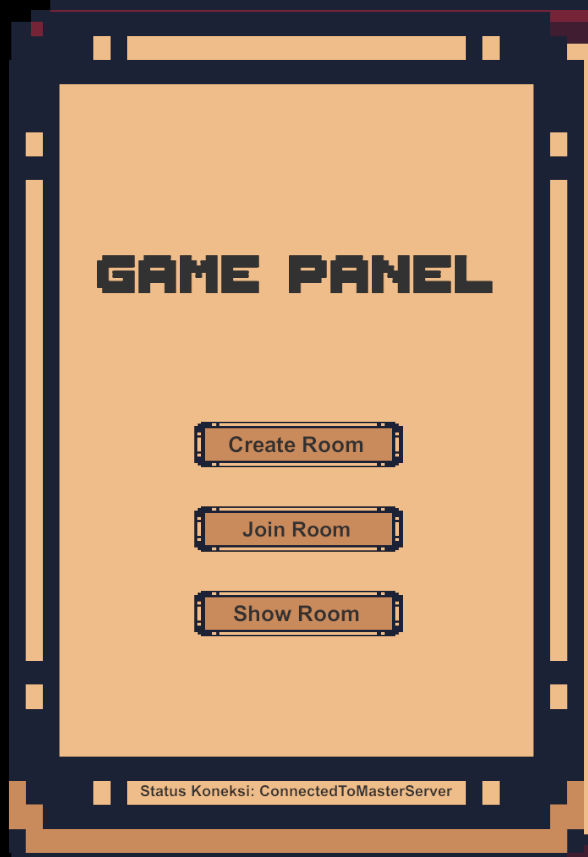 GAME PANEL
Create Room
Join Room
Show Room
Status Koneksi: ConnectedToMasterServer